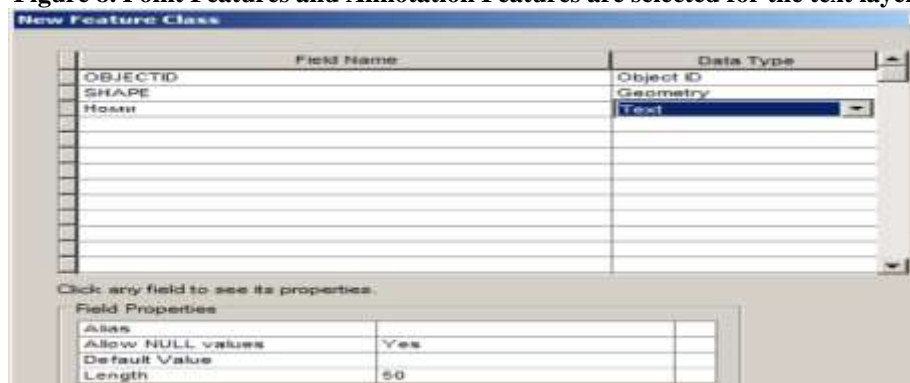 Figure 8. Point Features and Annotation Features are selected for the text layer
New Feature Class
Field Name Data Type
OBJECTID Object ID
SHAPE Geometry
Номи Text
Click any field to see its properties.
Field Properties
Alias
Allow NULL values Yes
Default Value
Length 50